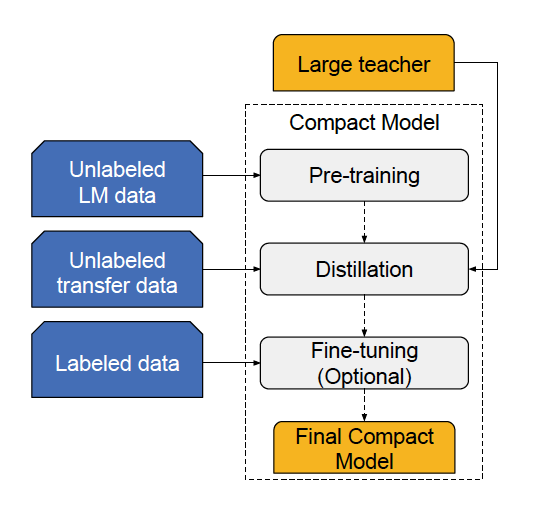 Large teacher
Compact Model
Unlabeled
LM data
Pre-training
Unlabeled
transfer data
Distillation
Labeled data
Fine-tuning
(Optional)
Final Compact
Model